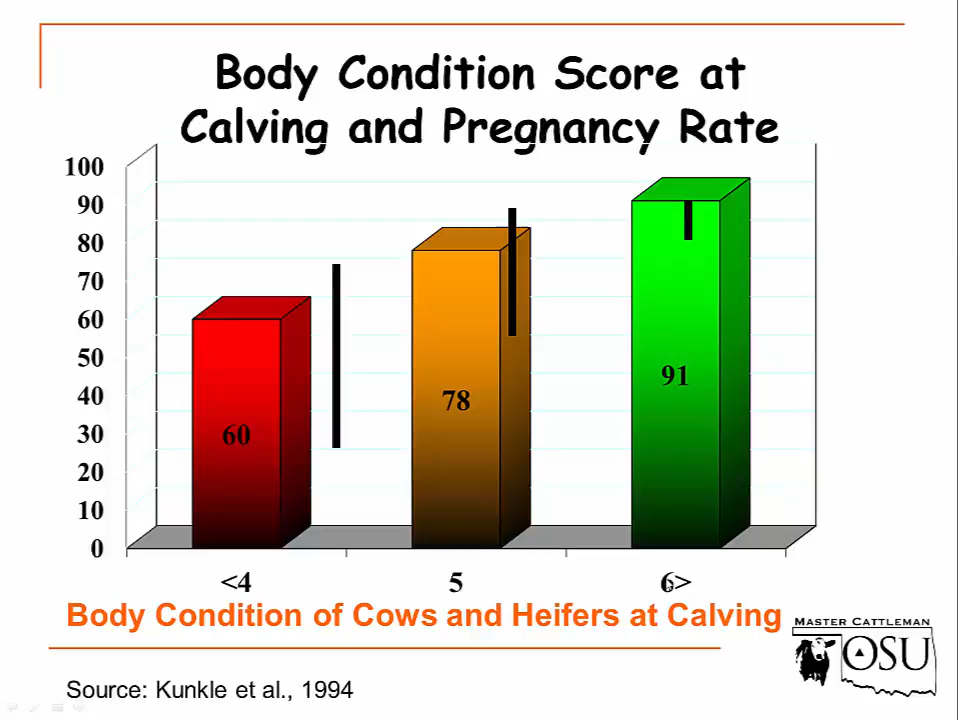 Body Condition Score at
Calving and Pregnancy Rate
100
90
80
70
60
50
40
30
20
10
0
60
78
91
<4
5
6>
Body Condition of Cows and Heifers at Calving
MASTER CATTLEMAN
OSU
Source: Kunkle et al., 1994